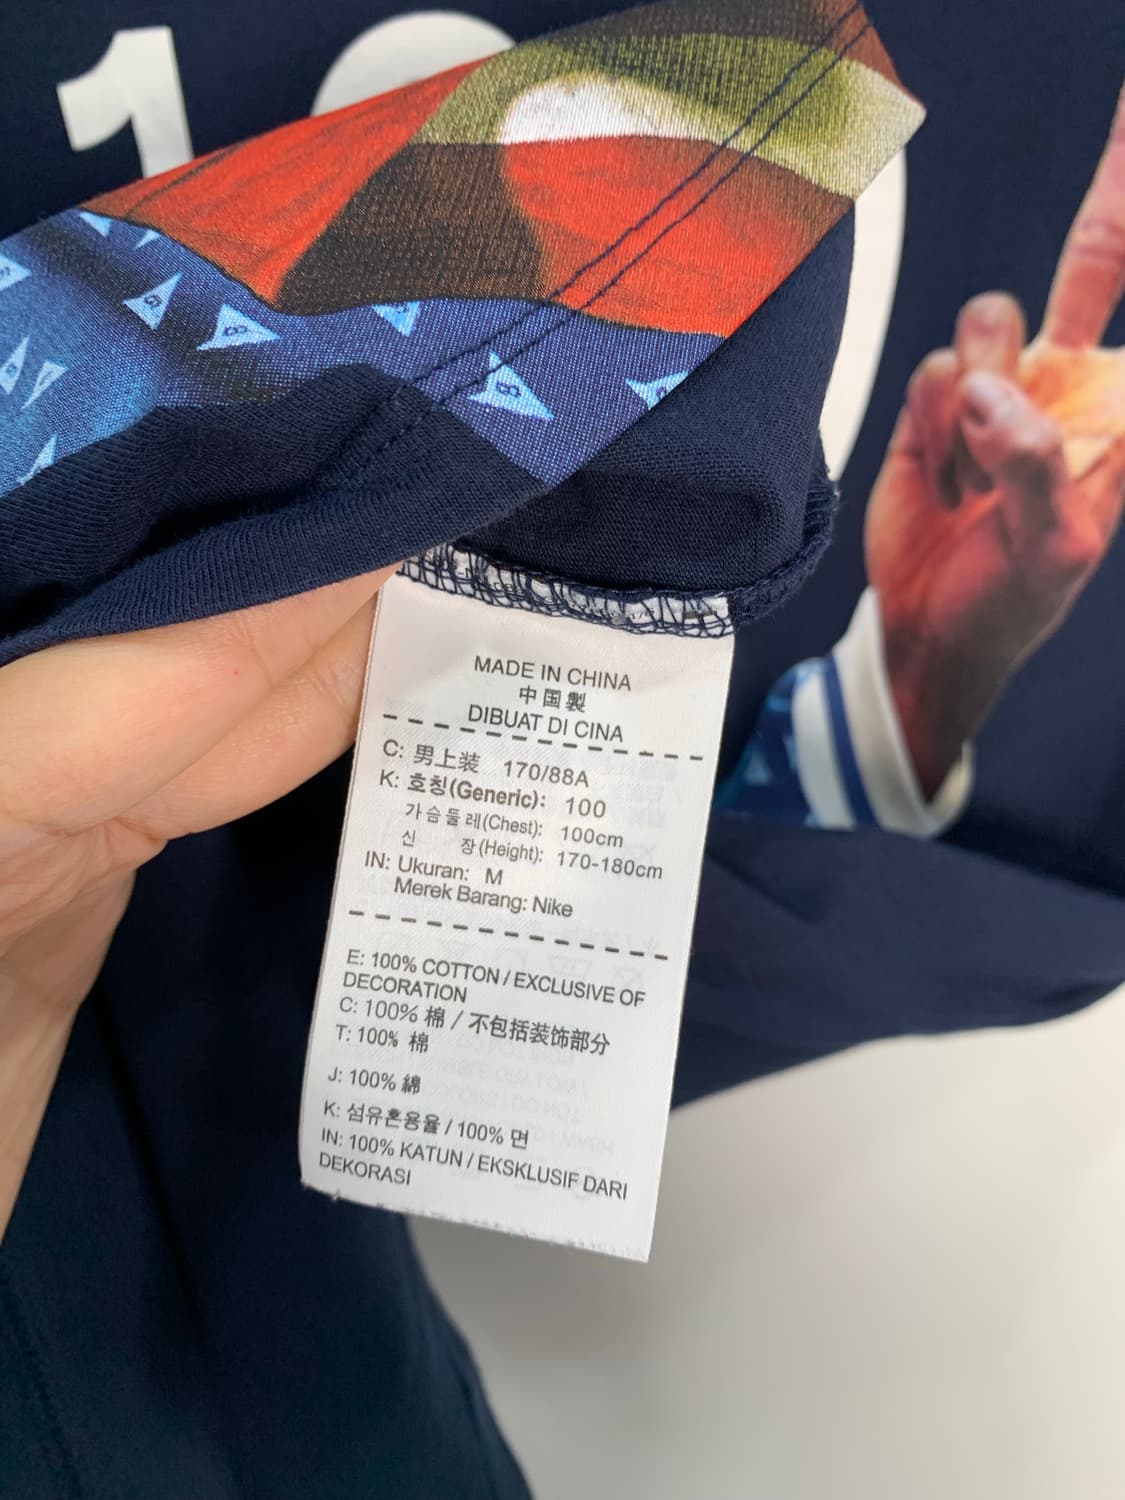 10
MADE IN CHINA
中国製
DIBUAT DI CINA
C: 男上装 170/88A
K: 호칭(Generic): 100
가슴둘레(Chest): 100cm
신 장(Height): 170-180cm
IN: Ukuran: M
Merek Barang: Nike
E: 100% COTTON / EXCLUSIVE OF
DECORATION
C: 100% 棉 / 不包括装饰部分
T: 100% 棉
J: 100% 綿
K: 섬유혼용율 / 100% 면
IN: 100% KATUN / EKSKLUSIF DARI
DEKORASI